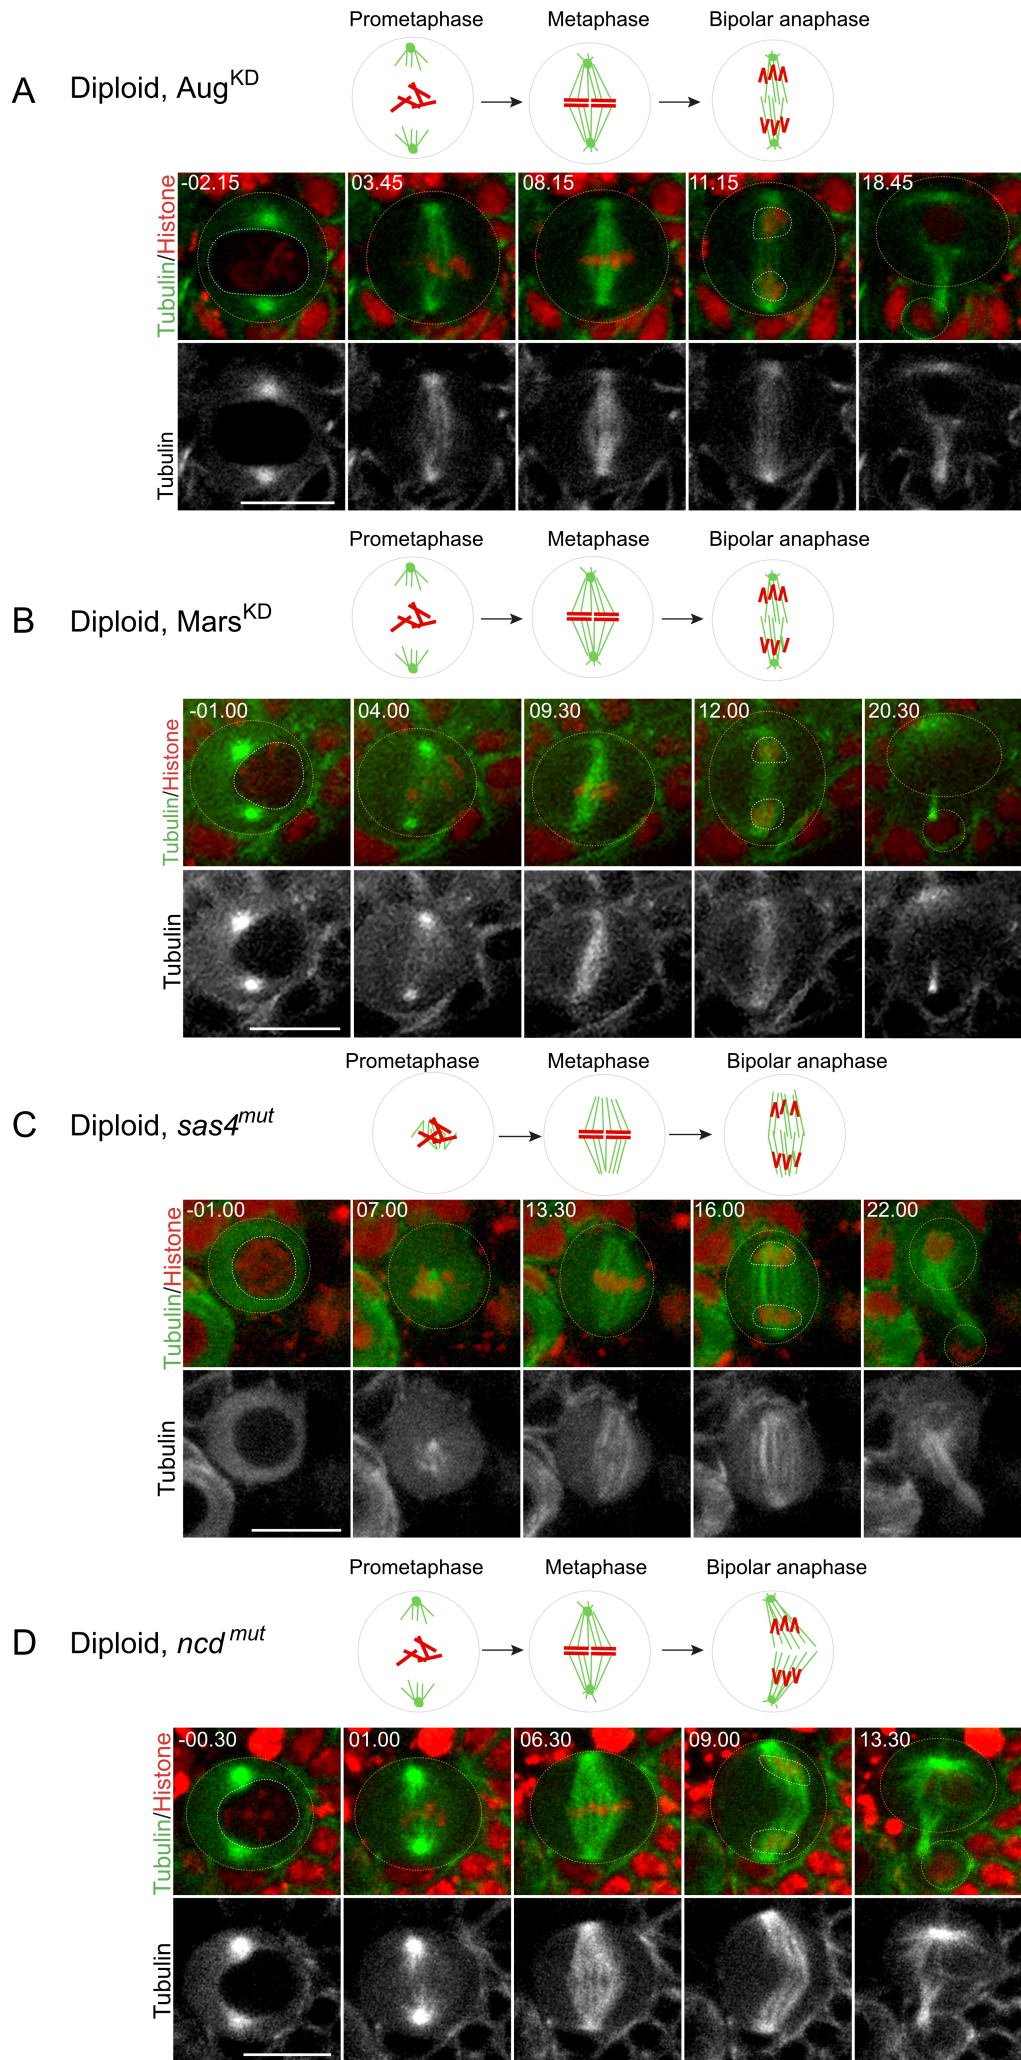 Prometaphase Metaphase Bipolar anaphase
A Diploid, Aug^KD
Tubulin/Histone
-02.15 03.45 08.15 11.15 18.45
Tubulin
Prometaphase Metaphase Bipolar anaphase
B Diploid, Mars^KD
Tubulin/Histone
-01.00 04.00 09.30 12.00 20.30
Tubulin
Prometaphase Metaphase Bipolar anaphase
C Diploid, sas4^mut
Tubulin/Histone
-01.00 07.00 13.30 16.00 22.00
Tubulin
Prometaphase Metaphase Bipolar anaphase
D Diploid, ncd^mut
Tubulin/Histone
-00.30 01.00 06.30 09.00 13.30
Tubulin